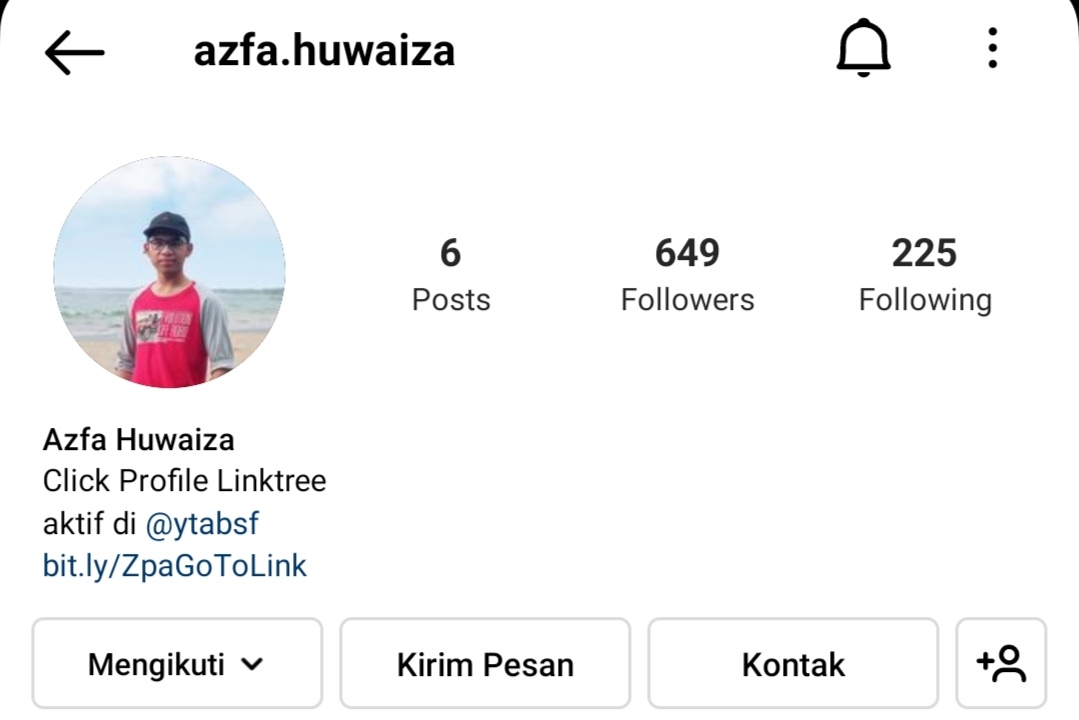 azfa.huwaiza
6 649 225
Posts Followers Following
Azfa Huwaiza
Click Profile Linktree
aktif di @ytabsf
bit.ly/ZpaGoToLink
Mengikuti Kirim Pesan Kontak